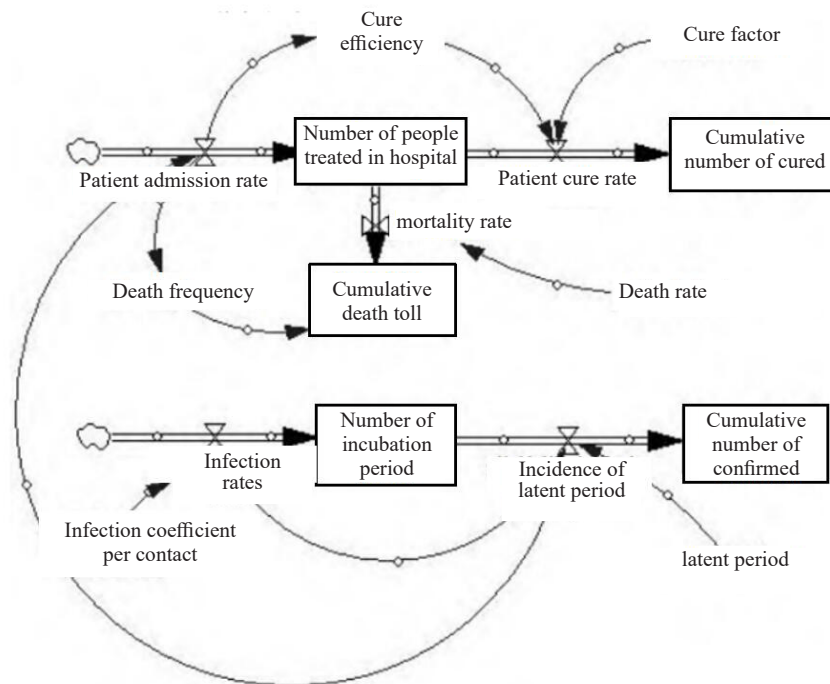 Cure
efficiency
Cure factor
Number of people
treated in hospital
Cumulative
number of cured
Patient admission rate
Patient cure rate
mortality rate
Death frequency
Cumulative
death toll
Death rate
Number of
incubation
period
Cumulative
number of
confirmed
Infection
rates
Incidence of
latent period
Infection coefficient
per contact
latent period